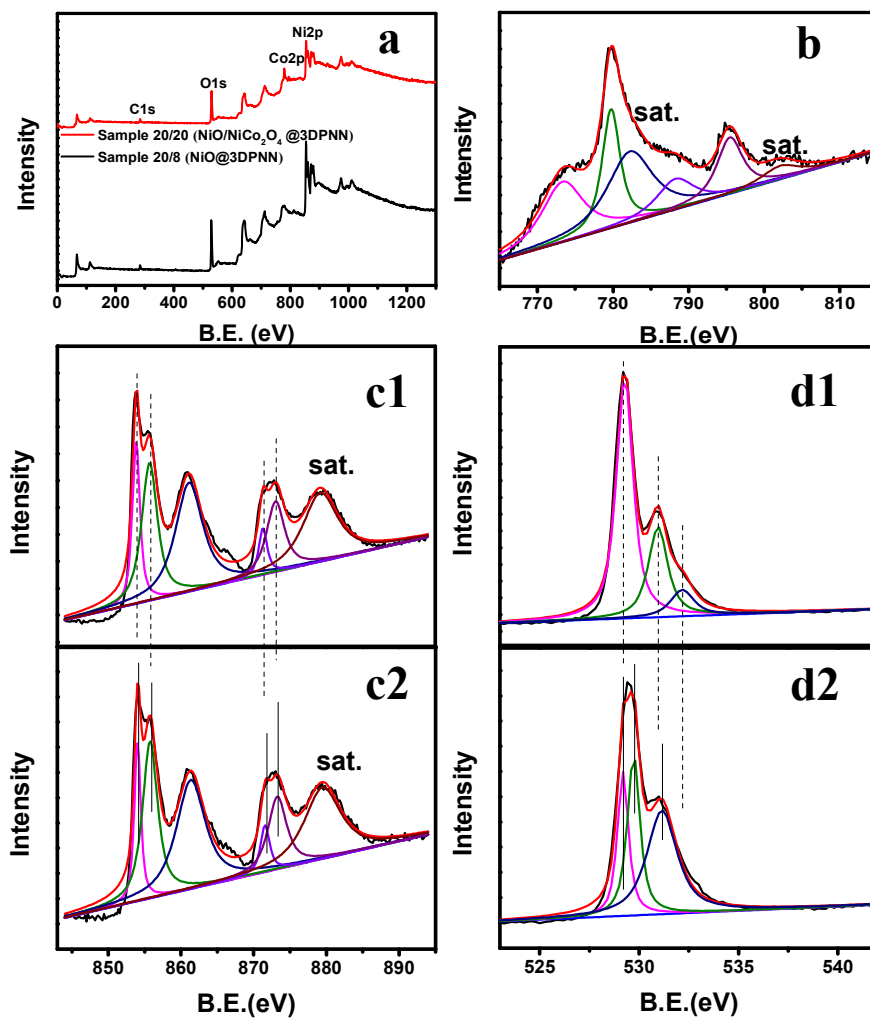 a
Ni2p
Co2p
O1s
C1s
Sample 20/20 (NiO/NiCo₂O₄ @3DPNN)
Sample 20/8 (NiO@3DPNN)
Intensity
0 200 400 600 800 1000 1200
B.E. (eV)
b
sat.
sat.
Intensity
770 780 790 800 810
B.E.(eV)
c1
sat.
Intensity
d1
Intensity
c2
sat.
Intensity
850 860 870 880 890
B.E.(eV)
d2
Intensity
525 530 535 540
B.E.(eV)